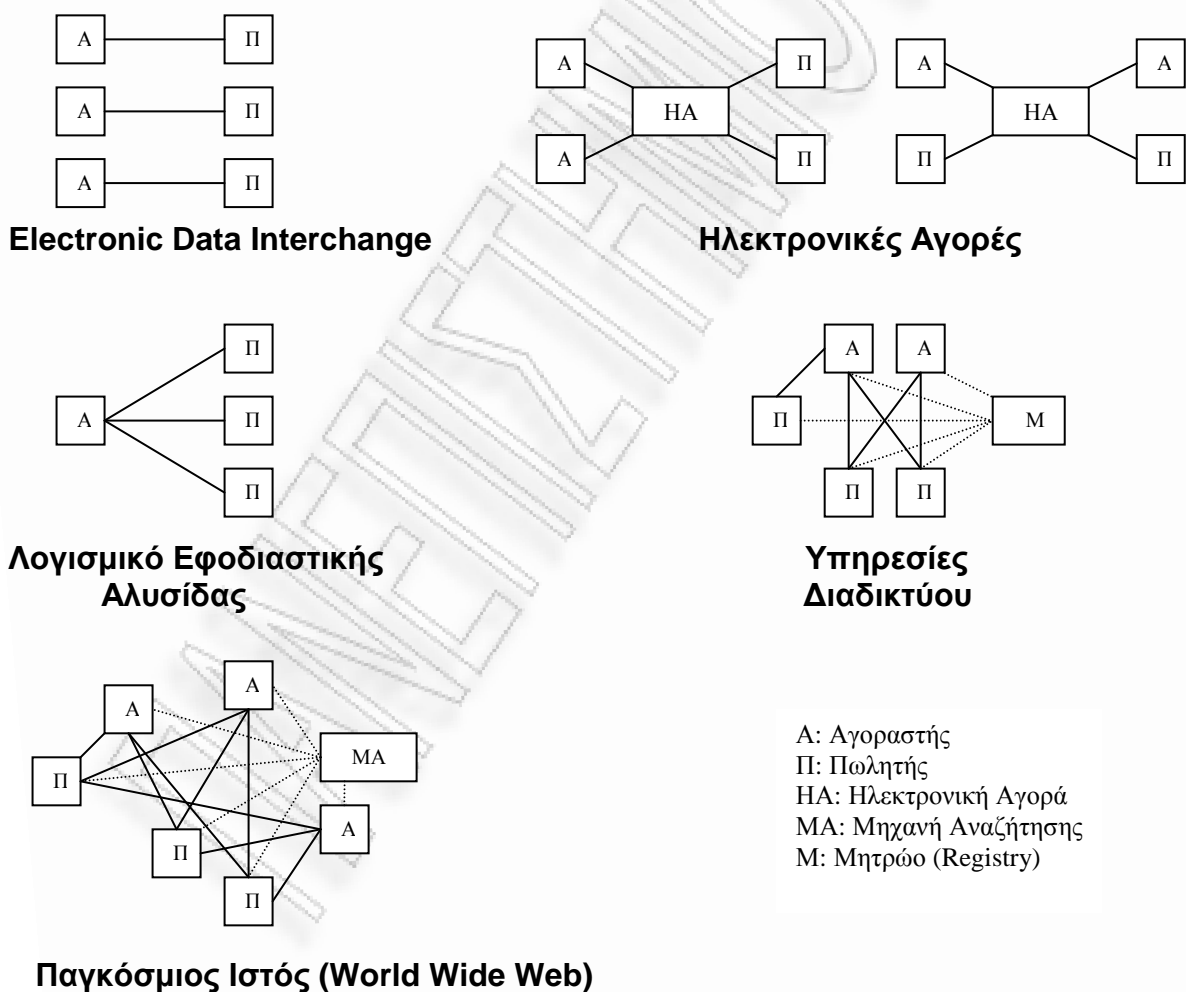 Α Π
Α Π
Α Π
Electronic Data Interchange
Α Π
ΗΑ
Α Π
Α Α
ΗΑ
Π Π
Ηλεκτρονικές Αγορές
Π
Α Π
Π
Λογισμικό Εφοδιαστικής
Αλυσίδας
Α Α
Π Μ
Π Π
Υπηρεσίες
Διαδικτύου
Α
Α
ΜΑ
Π
Α
Π
Π
Παγκόσμιος Ιστός (World Wide Web)
Α: Αγοραστής
Π: Πωλητής
ΗΑ: Ηλεκτρονική Αγορά
ΜΑ: Μηχανή Αναζήτησης
Μ: Μητρώο (Registry)